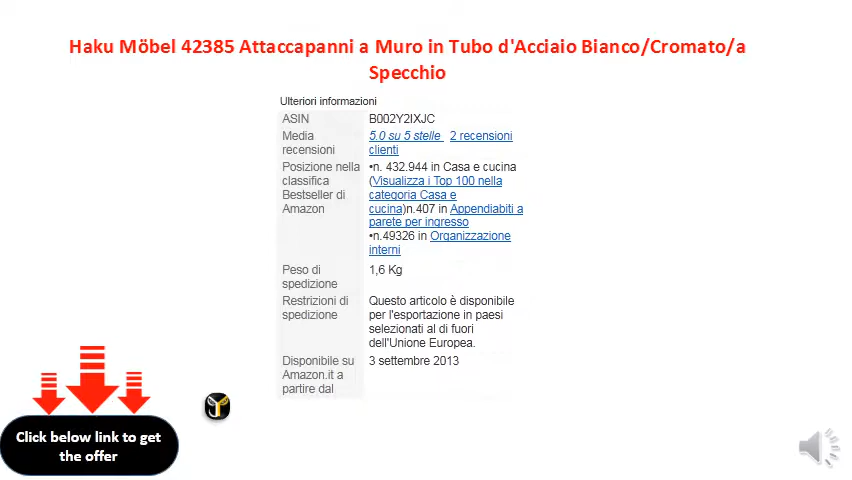 Haku Möbel 42385 Attaccapanni a Muro in Tubo d'Acciaio Bianco/Cromato/a
Specchio
Ulteriori informazioni
ASIN B002Y2IXJC
Media recensioni 5.0 su 5 stelle 2 recensioni
clienti
Posizione nella •n. 432.944 in Casa e cucina
classifica (Visualizza i Top 100 nella
Bestseller di categoria Casa e
Amazon cucina)n.407 in Appendiabiti a
parete per ingresso
•n.49326 in Organizzazione
interni
Peso di 1,6 Kg
spedizione
Restrizioni di Questo articolo è disponibile
spedizione per l'esportazione in paesi
selezionati al di fuori
dell'Unione Europea.
Disponibile su 3 settembre 2013
Amazon.it a
partire dal
Click below link to get
the offer